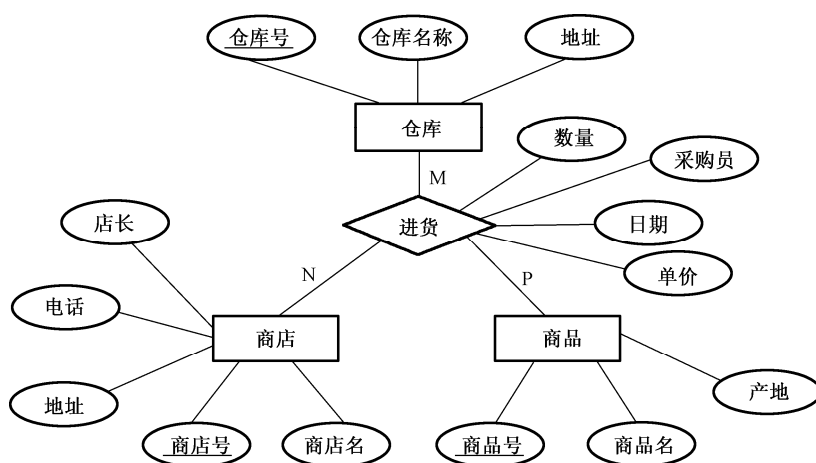 仓库号
仓库名称
地址
仓库
数量
采购员
M
店长
进货
日期
单价
N
P
电话
商店
商品
产地
地址
商店号
商店名
商品号
商品名